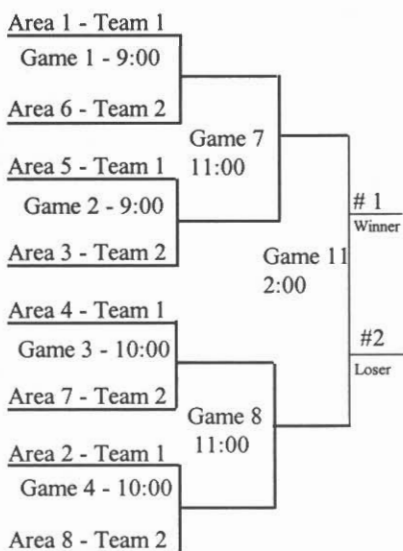 Area 1 - Team 1
Game 1 - 9:00
Area 6 - Team 2
Game 7
11:00
Area 5 - Team 1
Game 2 - 9:00
Area 3 - Team 2
# 1
Winner
Game 11
2:00
Area 4 - Team 1
Game 3 - 10:00
Area 7 - Team 2
#2
Loser
Game 8
11:00
Area 2 - Team 1
Game 4 - 10:00
Area 8 - Team 2